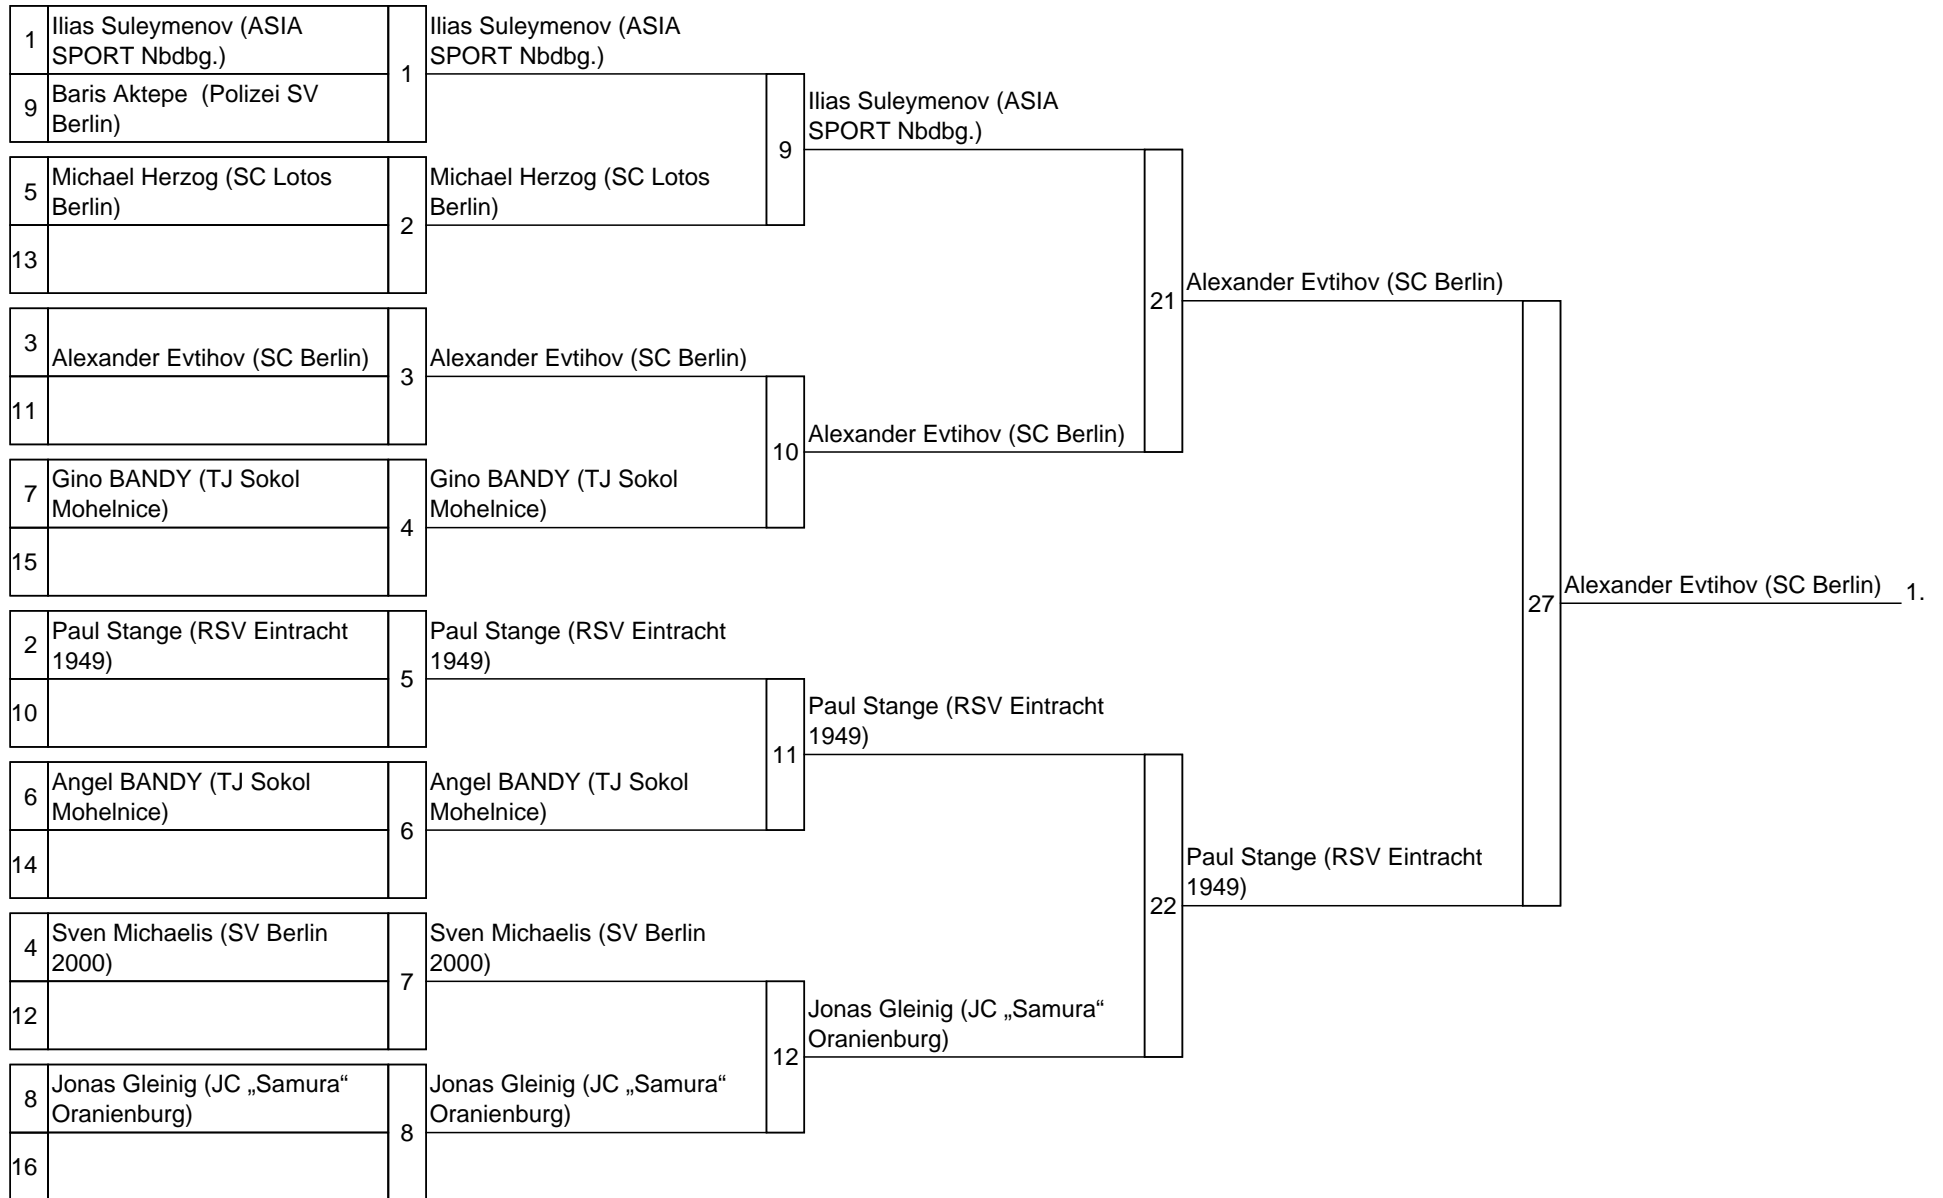 1
Ilias Suleymenov (ASIA
SPORT Nbdbg.)
9
Baris Aktepe  (Polizei SV
Berlin)
1
5
Michael Herzog (SC Lotos
Berlin)
13
2
3
Alexander Evtihov (SC Berlin)
11
3
7
Gino BANDY (TJ Sokol
Mohelnice)
15
4
2
Paul Stange (RSV Eintracht
1949)
10
5
6
Angel BANDY (TJ Sokol
Mohelnice)
14
6
4
Sven Michaelis (SV Berlin
2000)
12
7
8
Jonas Gleinig (JC „Samura“
Oranienburg)
16
8
Ilias Suleymenov (ASIA
SPORT Nbdbg.)
Michael Herzog (SC Lotos
Berlin)
9
Alexander Evtihov (SC Berlin)
Gino BANDY (TJ Sokol
Mohelnice)
10
Paul Stange (RSV Eintracht
1949)
Angel BANDY (TJ Sokol
Mohelnice)
11
Sven Michaelis (SV Berlin
2000)
Jonas Gleinig (JC „Samura“
Oranienburg)
12
Ilias Suleymenov (ASIA
SPORT Nbdbg.)
Alexander Evtihov (SC Berlin)
21
Paul Stange (RSV Eintracht
1949)
Jonas Gleinig (JC „Samura“
Oranienburg)
22
Alexander Evtihov (SC Berlin)
Paul Stange (RSV Eintracht
1949)
27
Alexander Evtihov (SC Berlin)
1.